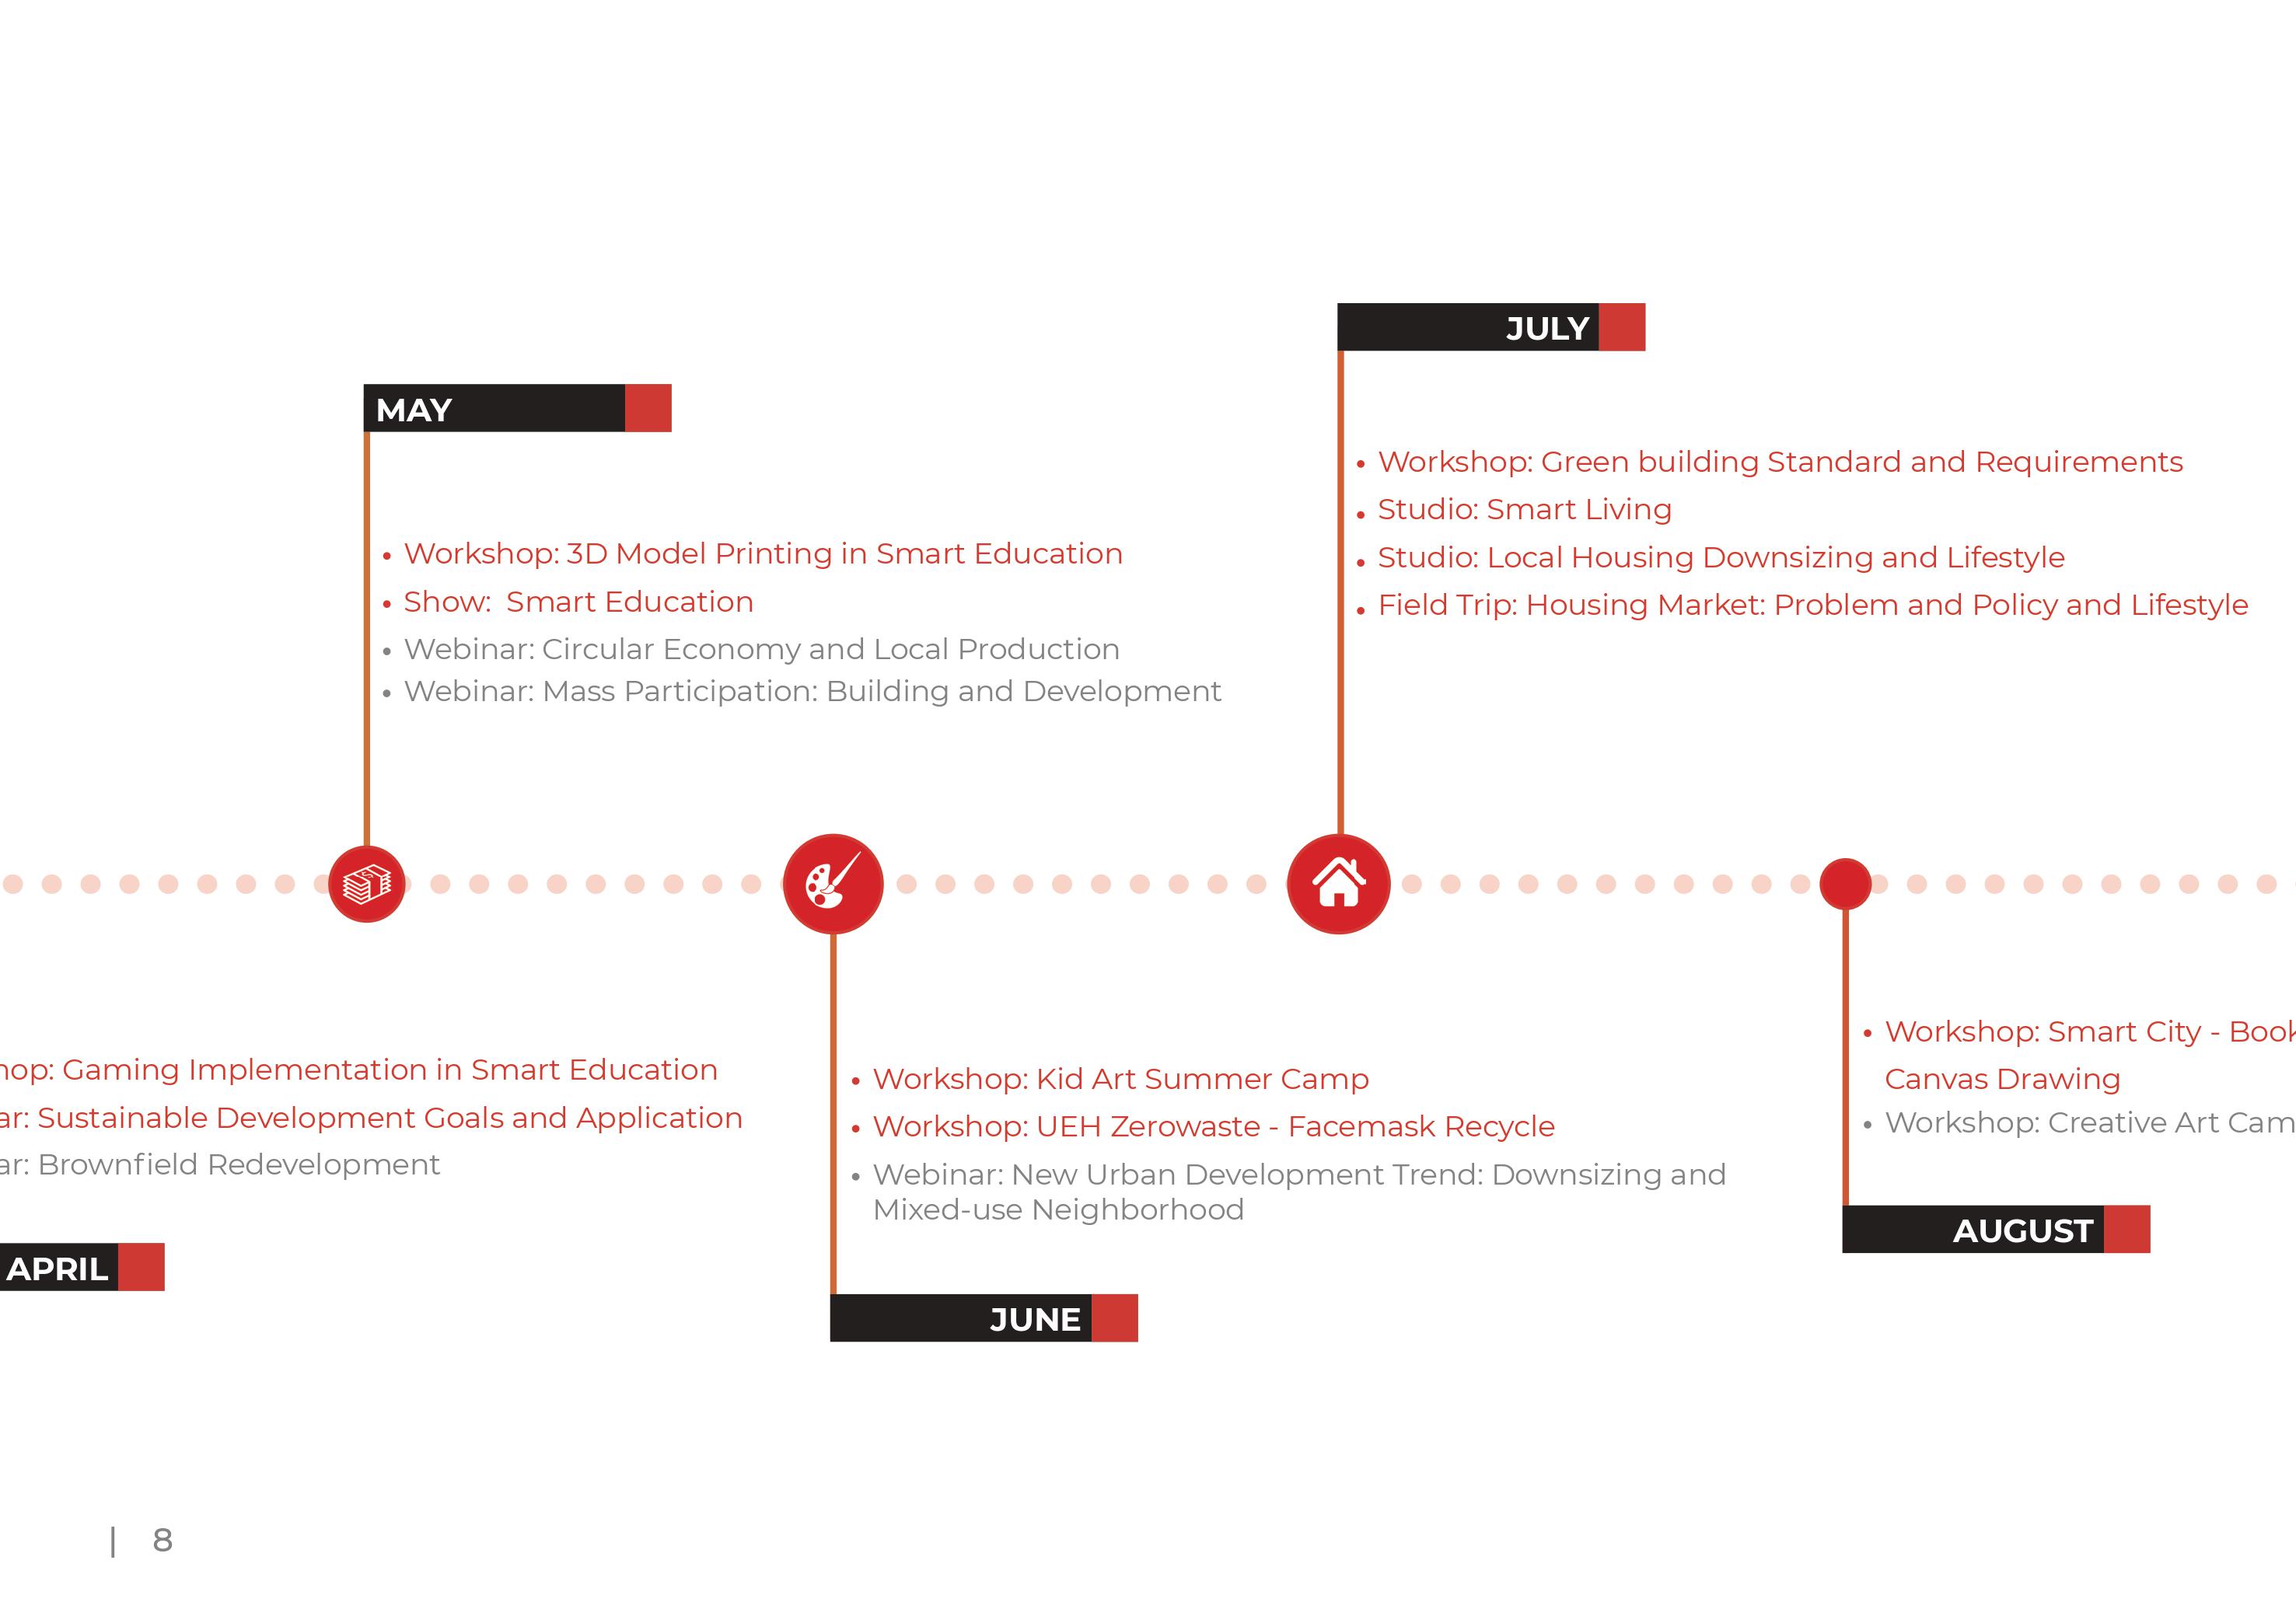 JULY
MAY
• Workshop: Green building Standard and Requirements
• Studio: Smart Living
• Studio: Local Housing Downsizing and Lifestyle
• Field Trip: Housing Market: Problem and Policy and Lifestyle
• Workshop: 3D Model Printing in Smart Education
• Show:  Smart Education
• Webinar: Circular Economy and Local Production
• Webinar: Mass Participation: Building and Development
Gaming Implementation in Smart Education
Sustainable Development Goals and Application
Brownfield Redevelopment
APRIL
• Workshop: Kid Art Summer Camp
• Workshop: UEH Zerowaste - Facemask Recycle
• Webinar: New Urban Development Trend: Downsizing and
Mixed-use Neighborhood
JUNE
• Workshop: Smart City - Book
Canvas Drawing
• Workshop: Creative Art
AUGUST
| 8